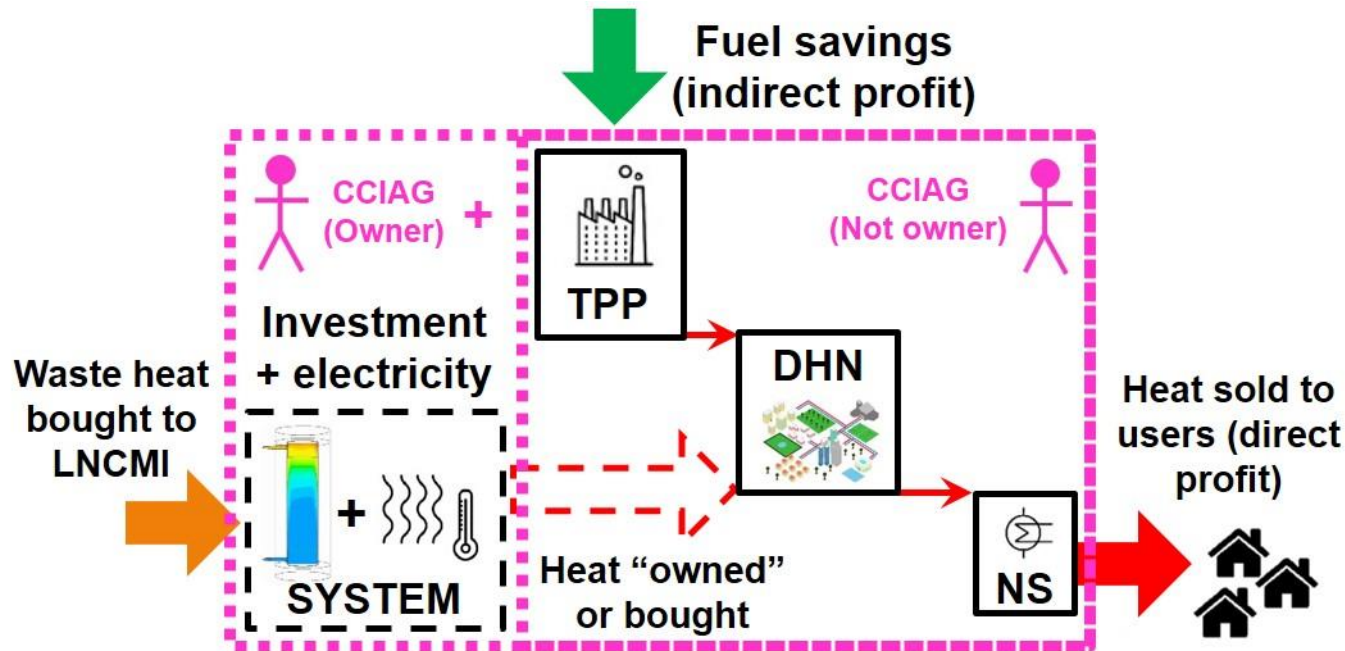 Fuel savings
(indirect profit)
CCIAG
(Owner)
+
TPP
CCIAG
(Not owner)
Investment
+ electricity
Waste heat
bought to
LNCMI
+
SYSTEM
DHN
Heat “owned”
or bought
NS
Heat sold to
users (direct
profit)